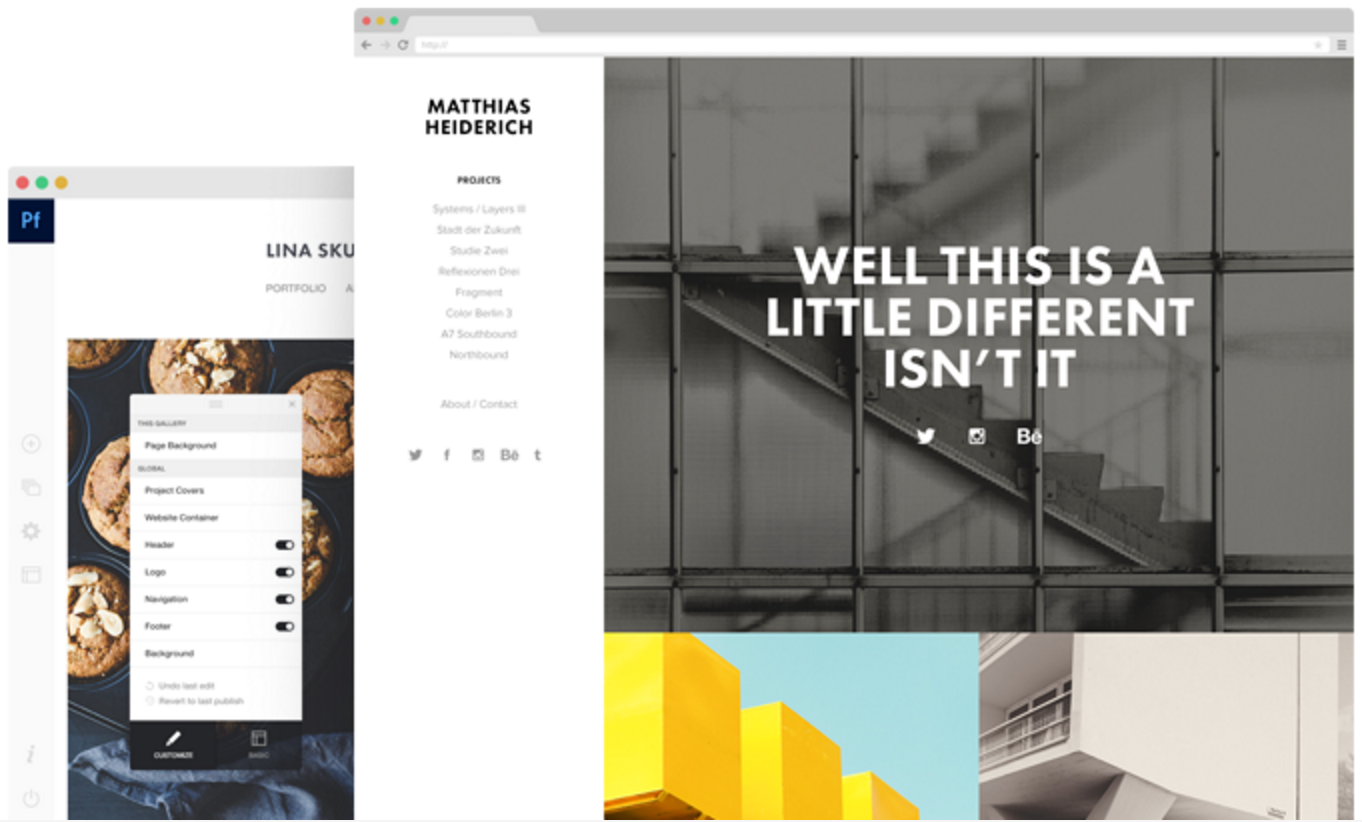 http://
MATTHIAS
HEIDERICH
PROJECTS
Systems / Layers III
Stadt der Zukunft
Studie Zwei
Reflexionen Drei
Fragment
Color Berlin 3
A7 Southbound
Northbound
About / Contact
Bē
WELL THIS IS A
LITTLE DIFFERENT
ISN’T IT
Bē
Pf
LINA SKU
PORTFOLIO A
THIS GALLERY
Page Background
GLOBAL
Project Covers
Website Container
Header
Logo
Navigation
Footer
Background
Undo last edit
Revert to last publish
CUSTOMIZE
BASIC